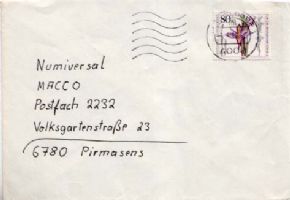 80
Numiversal
MACCO
Postfach 2232
Volksgartenstraße 23
6780 Pirmasens